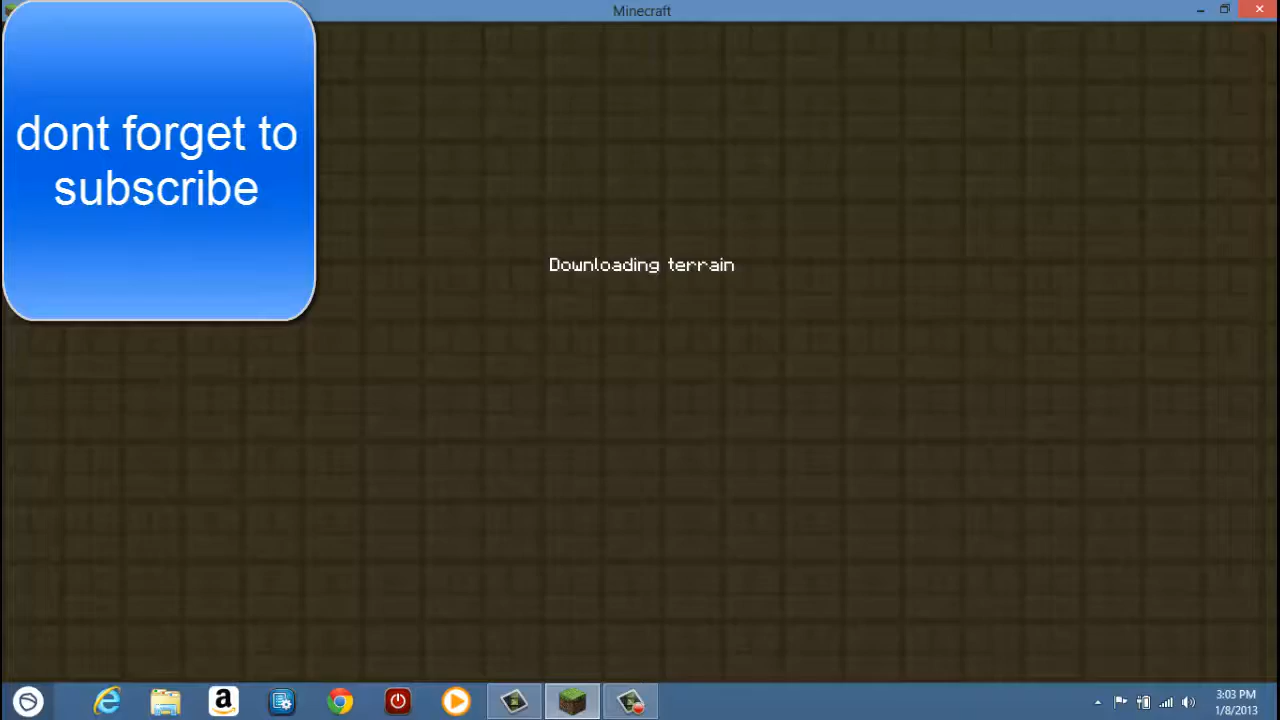 Minecraft
dont forget to
subscribe
Downloading terrain
3:03 PM
1/8/2013